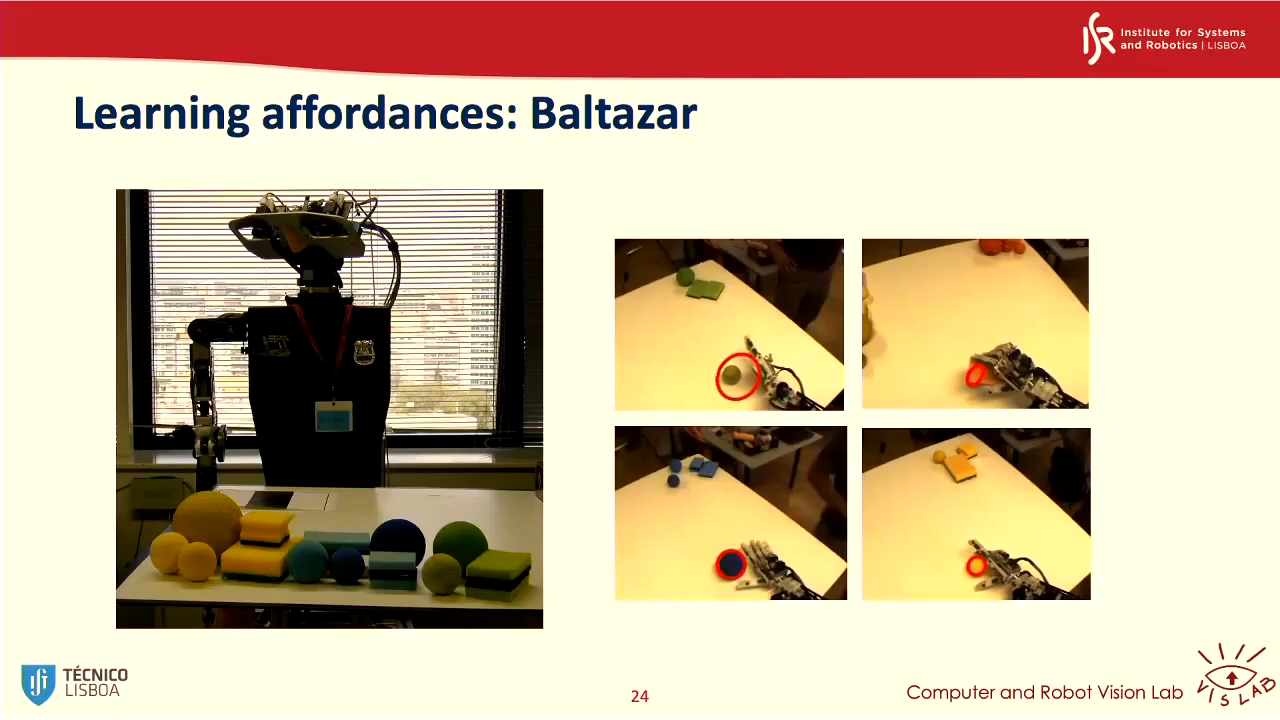 Institute for Systems
and Robotics | LISBOA
Learning affordances: Baltazar
TÉCNICO
LISBOA
24
Computer and Robot Vision Lab
VISLAB